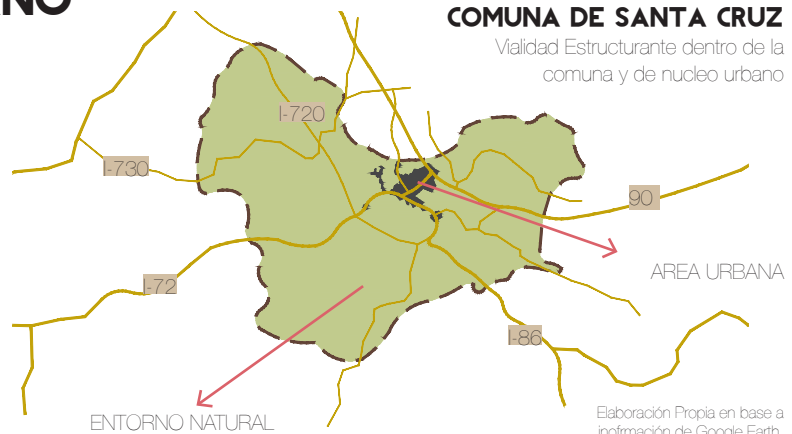 COMUNA DE SANTA CRUZ
Vialidad Estructurante dentro de la
comuna y de nucleo urbano
I-720
I-730
90
AREA URBANA
I-72
I-86
ENTORNO NATURAL
Elaboración Propia en base a
inofrmación de Google Earth